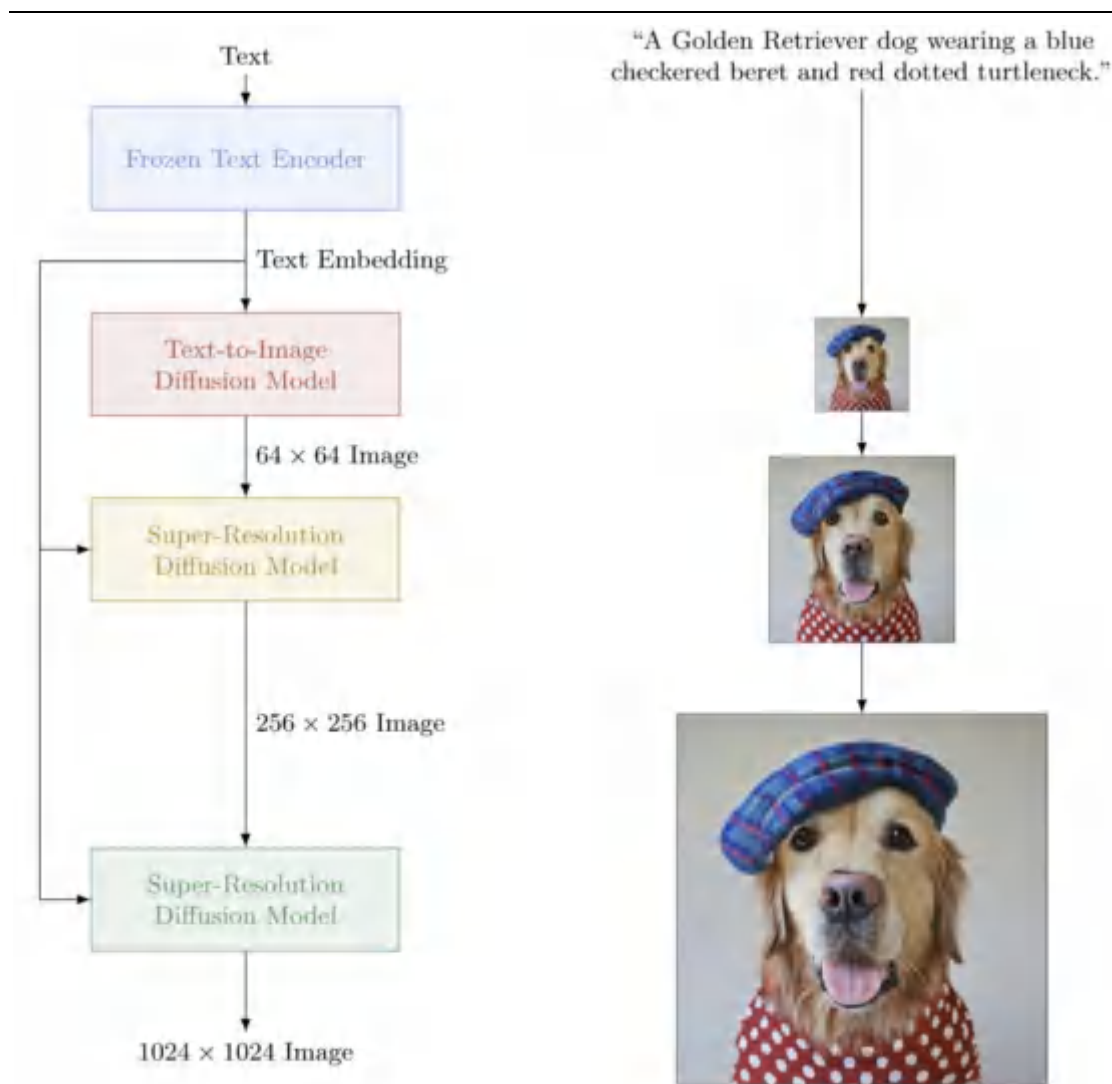 Text
Frozen Text Encoder
Text Embedding
Text-to-Image
Diffusion Model
64 × 64 Image
Super-Resolution
Diffusion Model
256 × 256 Image
Super-Resolution
Diffusion Model
1024 × 1024 Image
“A Golden Retriever dog wearing a blue
checkered beret and red dotted turtleneck.”